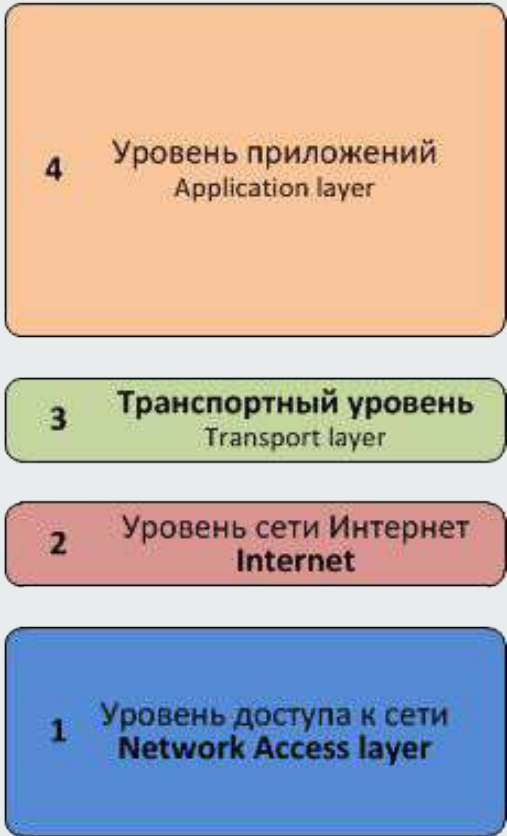 4
Уровень приложений
Application layer
3
Транспортный уровень
Transport layer
2
Уровень сети Интернет
Internet
1
Уровень доступа к сети
Network Access layer